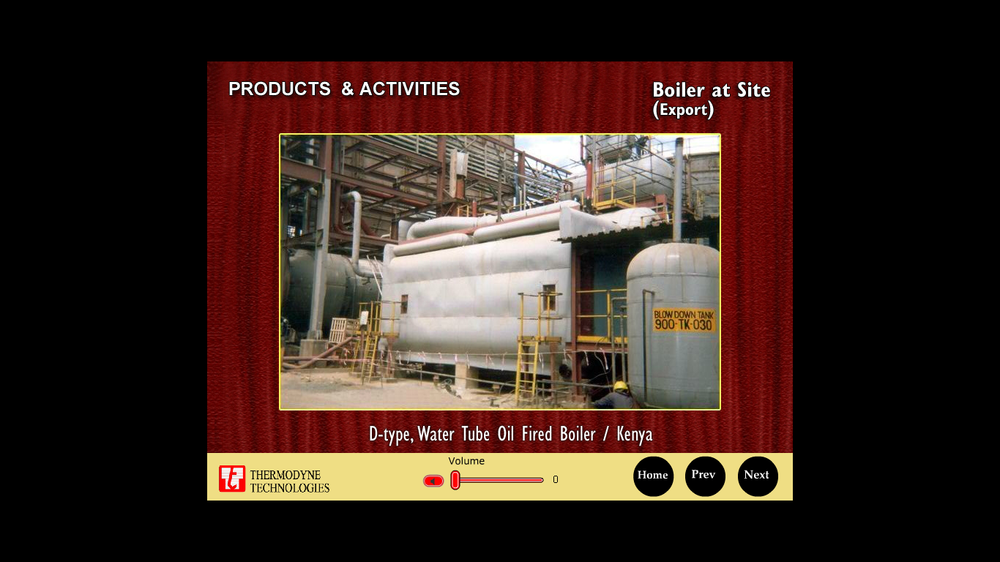 PRODUCTS & ACTIVITIES
Boiler at Site
(Export)
BLOW DOWN TANK
900-TK-030
D-type, Water Tube Oil Fired Boiler / Kenya
THERMODYNE
TECHNOLOGIES
Volume
0
Home
Prev
Next